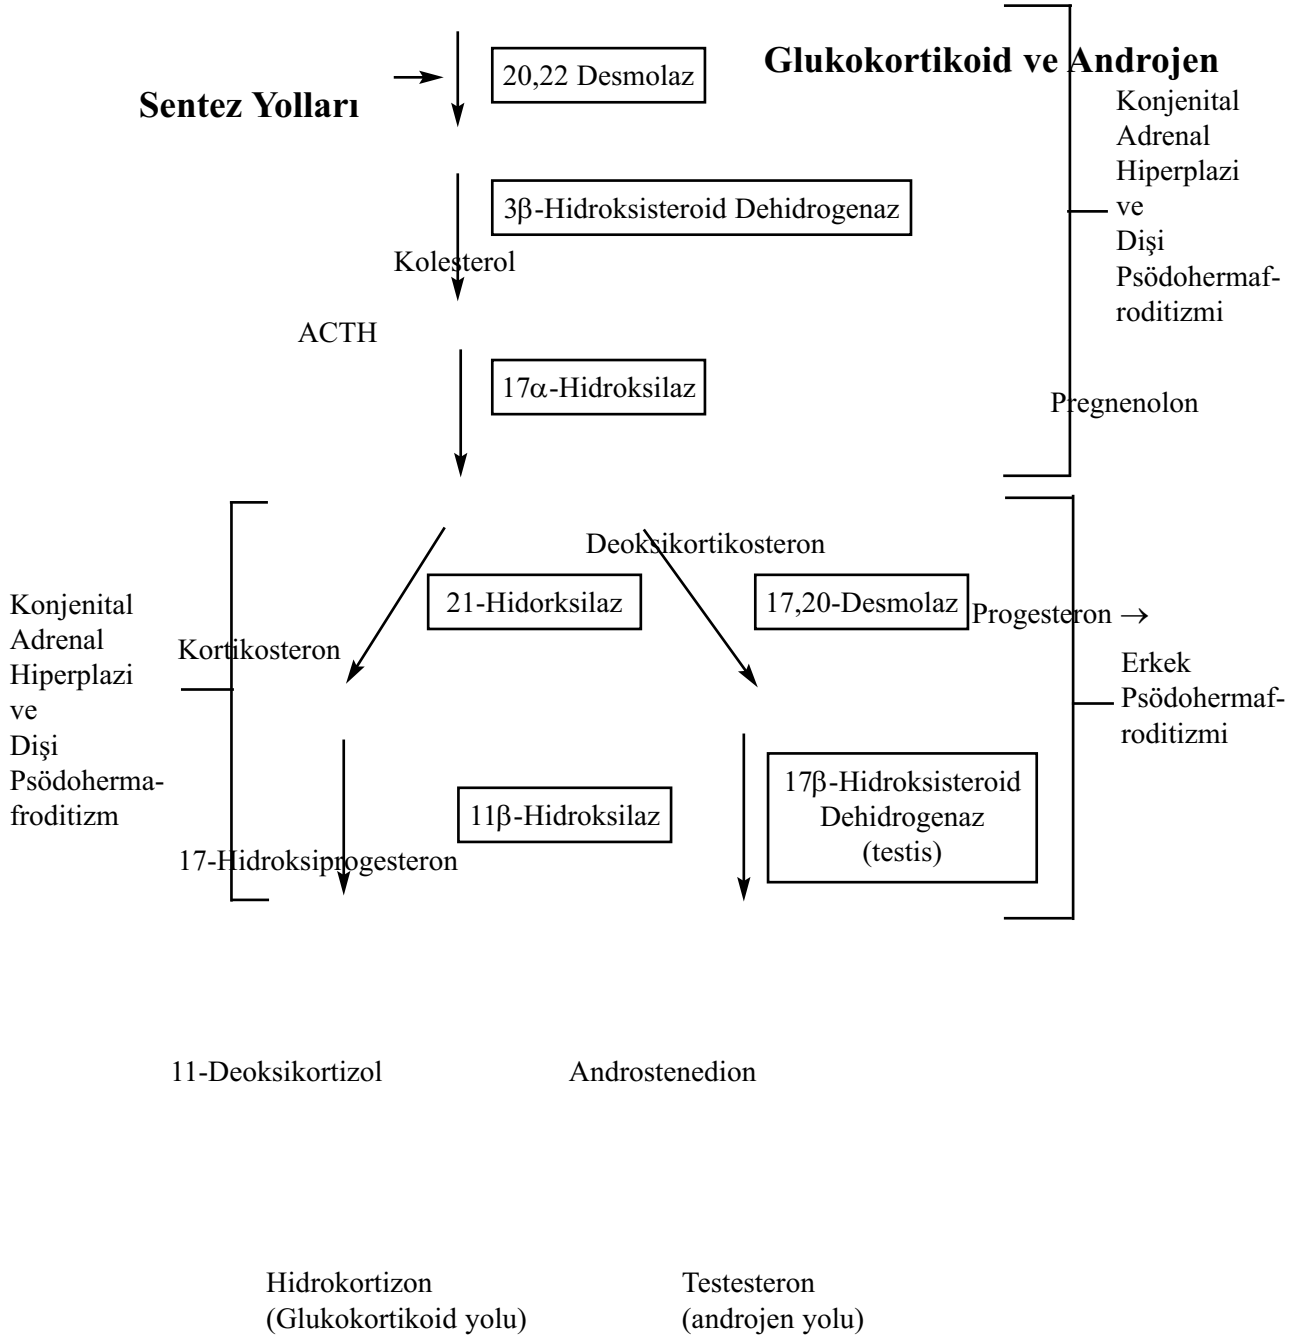 Glukokortikoid ve Androjen
Sentez Yolları
20,22 Desmolaz
Konjenital
Adrenal
Hiperplazi
ve
Dişi
Psödohermaf-
roditizmi
3β-Hidroksisteroid Dehidrogenaz
Kolesterol
ACTH
17α-Hidroksilaz
Pregnenolon
Deoksikortikosteron
21-Hidorksilaz
17,20-Desmolaz
Progesteron →
Konjenital
Adrenal
Hiperplazi
ve
Dişi
Psödoherma-
froditizm
Kortikosteron
Erkek
Psödohermaf-
roditizmi
11β-Hidroksilaz
17β-Hidroksisteroid
Dehidrogenaz
(testis)
17-Hidroksiprogesteron
11-Deoksikortizol
Androstenedion
Hidrokortizon
(Glukokortikoid yolu)
Testesteron
(androjen yolu)